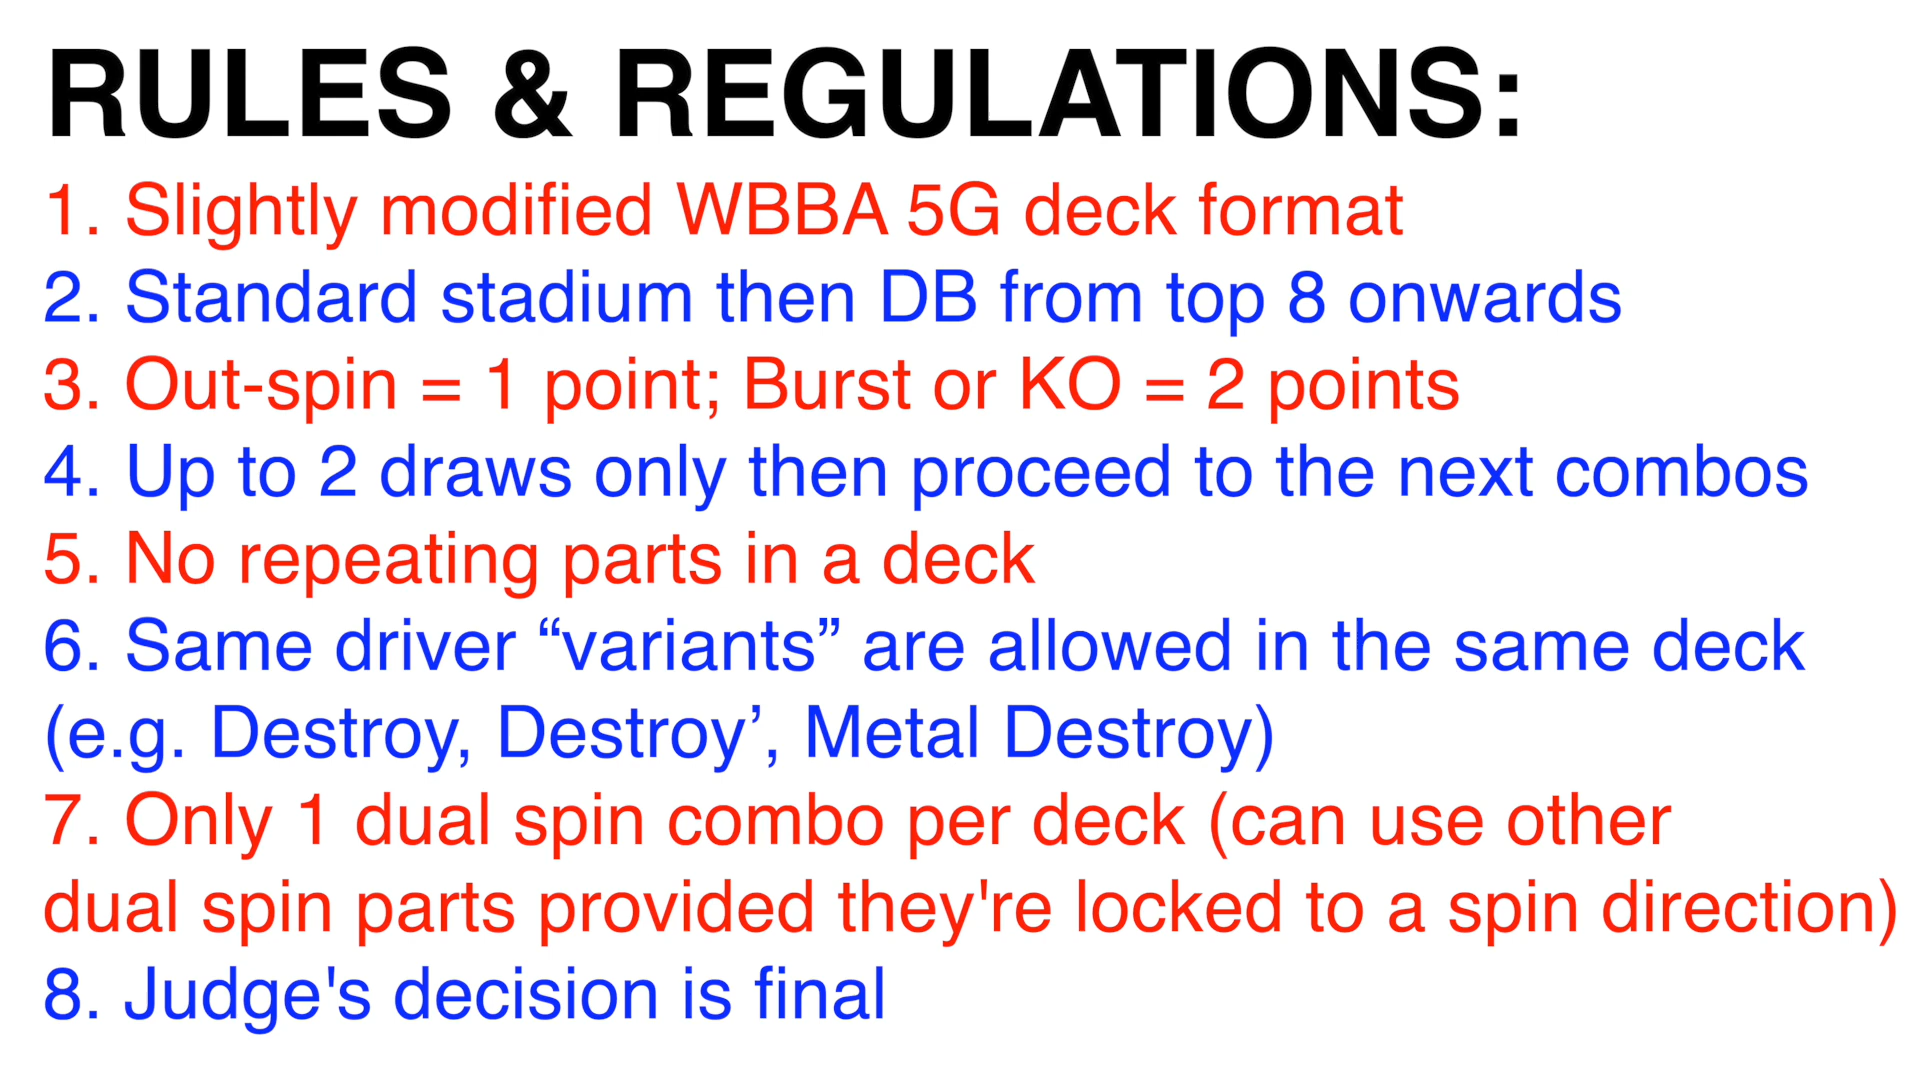 RULES & REGULATIONS:
1. Slightly modified WBBA 5G deck format
2. Standard stadium then DB from top 8 onwards
3. Out-spin = 1 point; Burst or KO = 2 points
4. Up to 2 draws only then proceed to the next combos
5. No repeating parts in a deck
6. Same driver “variants” are allowed in the same deck
(e.g. Destroy, Destroy’, Metal Destroy)
7. Only 1 dual spin combo per deck (can use other
dual spin parts provided they're locked to a spin direction)
8. Judge's decision is final